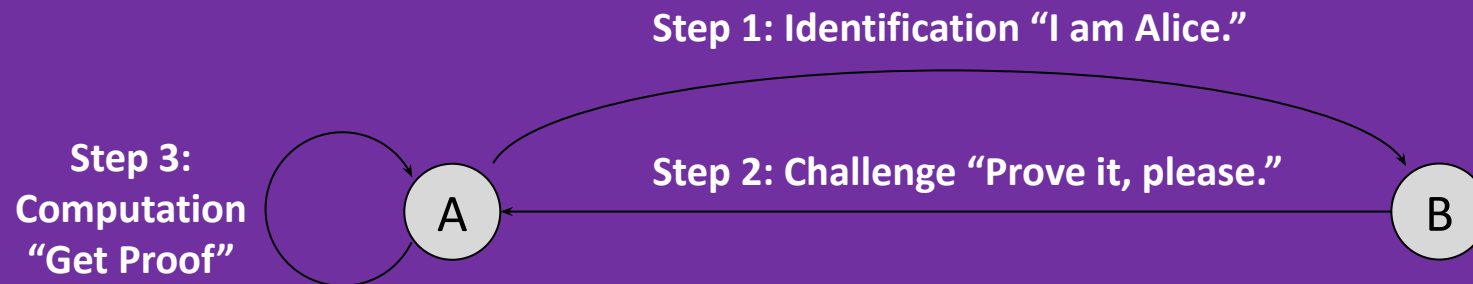 Step 1: Identification “I am Alice.”
Step 2: Challenge “Prove it, please.”
Step 3:
Computation
“Get Proof”
A
B